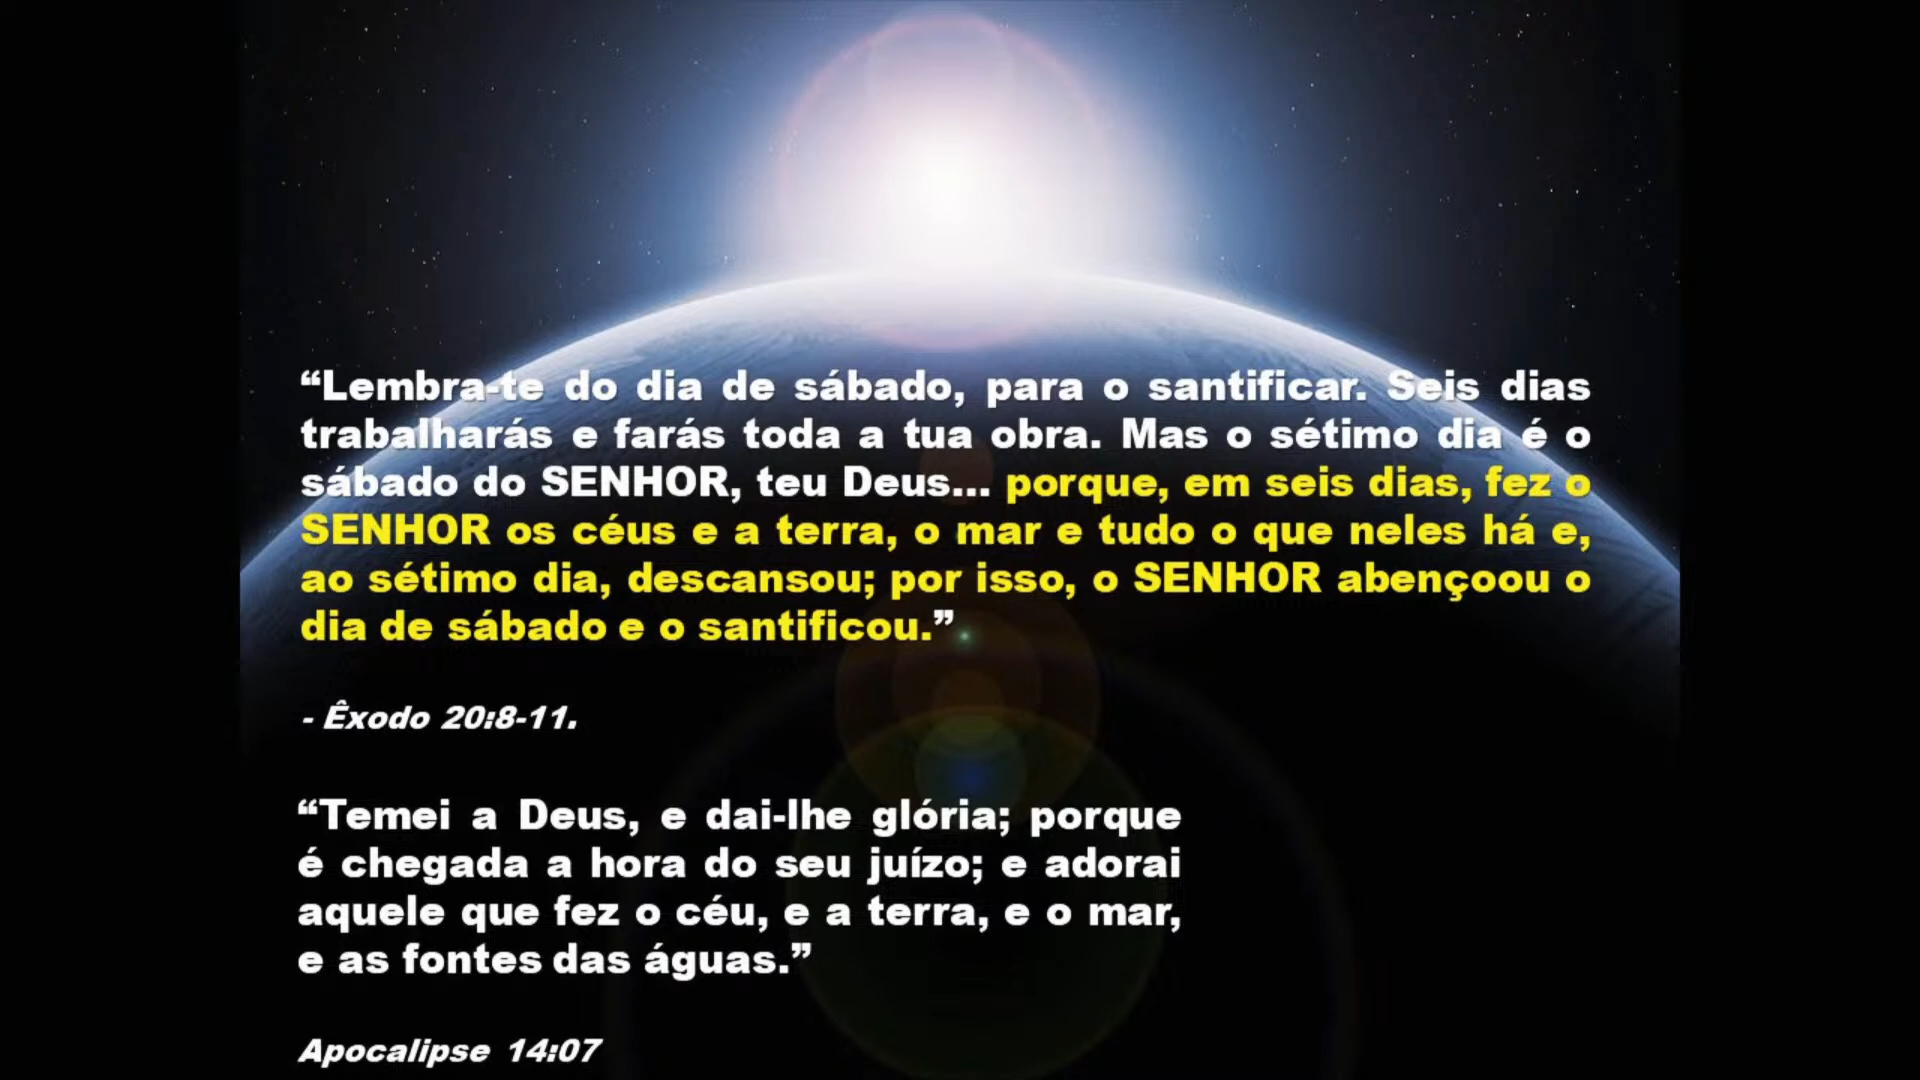 “Lembra-te do dia de sábado, para o santificar. Seis dias
trabalharás e farás toda a tua obra. Mas o sétimo dia é o
sábado do SENHOR, teu Deus... porque, em seis dias, fez o
SENHOR os céus e a terra, o mar e tudo o que neles há e,
ao sétimo dia, descansou; por isso, o SENHOR abençoou o
dia de sábado e o santificou.”
- Êxodo 20:8-11.
“Temei a Deus, e dai-lhe glória; porque
é chegada a hora do seu juízo; e adorai
aquele que fez o céu, e a terra, e o mar,
e as fontes das águas.”
Apocalipse 14:07